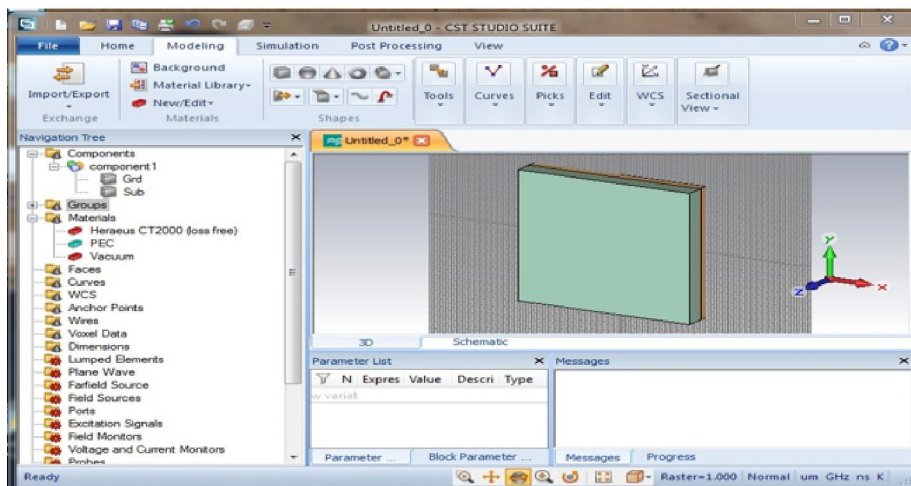 Untitled_0 - CST STUDIO SUITE
File Home Modeling Simulation Post Processing View
Import/Export
Exchange
Background
Material Library
New/Edit
Materials
Shapes
Tools
Curves
Picks
Edit
WCS
Sectional
View
Navigation Tree
Components
component1
Grd
Sub
Groups
Materials
Heraeus CT2000 (loss free)
PEC
Vacuum
Faces
Curves
WCS
Anchor Points
Wires
Voxel Data
Dimensions
Lumped Elements
Plane Wave
Farfield Source
Field Sources
Ports
Excitation Signals
Field Monitors
Voltage and Current Monitors
Probes
Untitled_0*
Y
Z
X
3D Schematic
Parameter List
N Expres Value Descri Type
w variat
Parameter ... Block Parameter ...
Messages
Messages Progress
Ready
Raster=1.000 Normal um GHz ns K